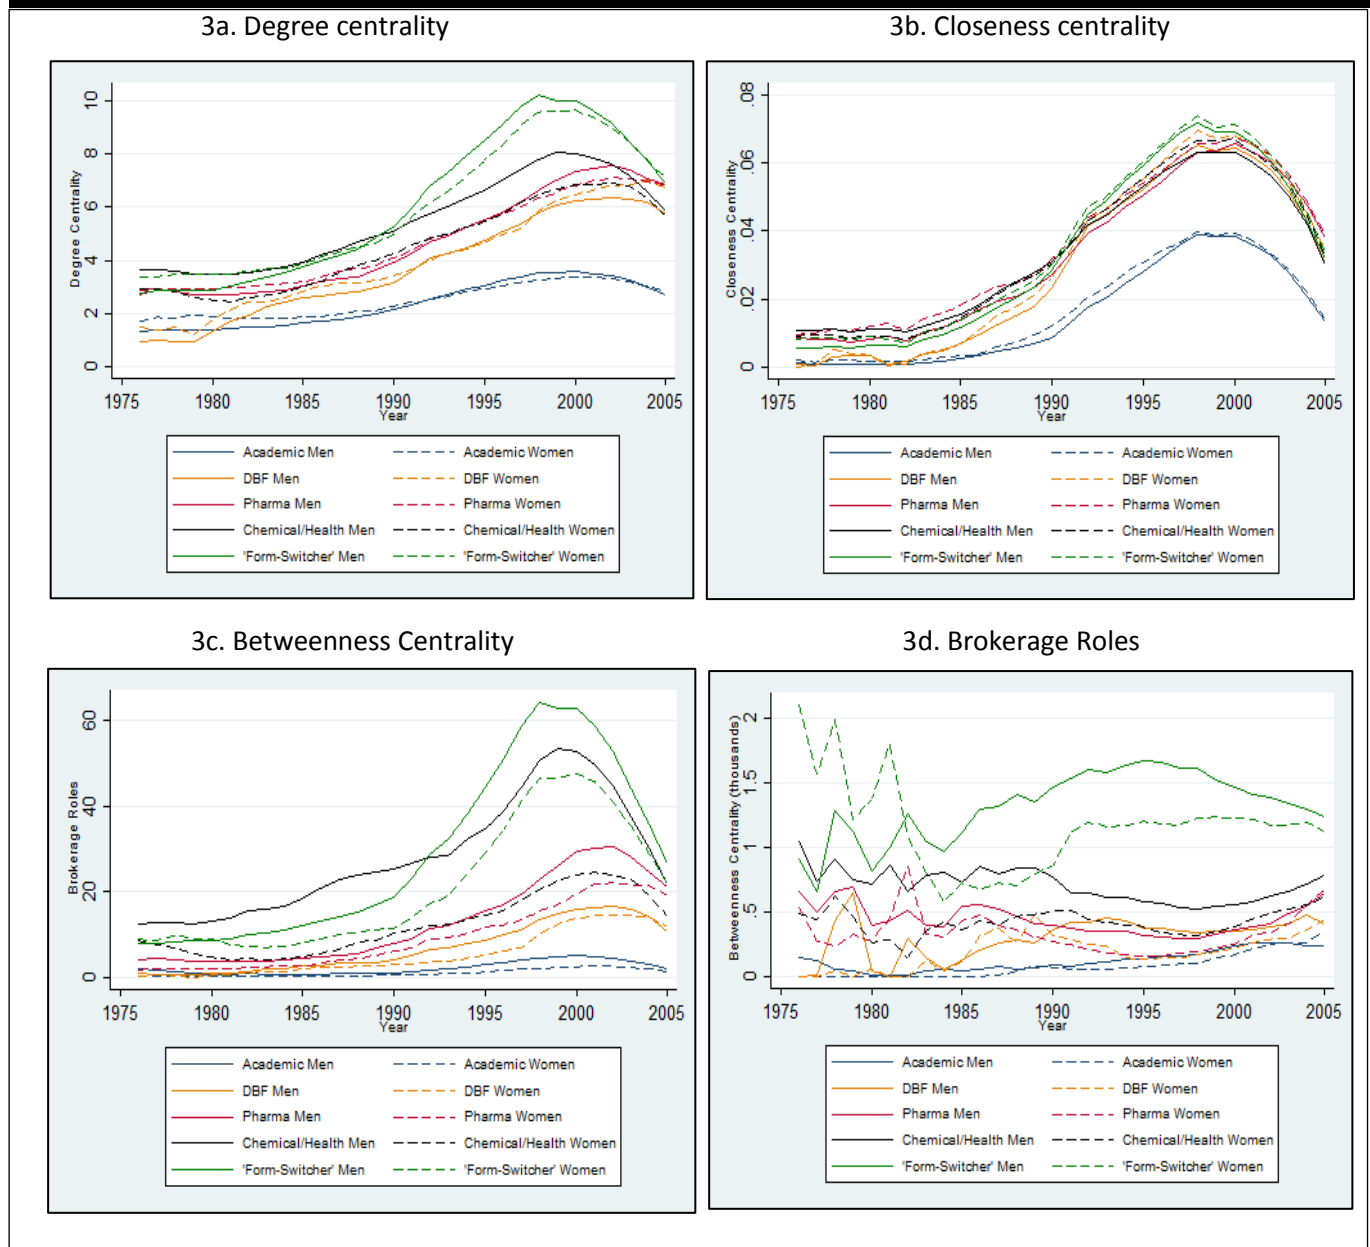 3a. Degree centrality
3b. Closeness centrality
Degree Centrality
0
2
4
6
8
10
1975
1980
1985
1990
1995
2000
2005
Year
Academic Men
Academic Women
DBF Men
DBF Women
Pharma Men
Pharma Women
Chemical/Health Men
Chemical/Health Women
'Form-Switcher' Men
'Form-Switcher' Women
Closeness Centrality
0
.02
.04
.06
.08
1975
1980
1985
1990
1995
2000
2005
Year
Academic Men
Academic Women
DBF Men
DBF Women
Pharma Men
Pharma Women
Chemical/Health Men
Chemical/Health Women
'Form-Switcher' Men
'Form-Switcher' Women
3c. Betweenness Centrality
3d. Brokerage Roles
Brokerage Roles
0
20
40
60
1975
1980
1985
1990
1995
2000
2005
Year
Academic Men
Academic Women
DBF Men
DBF Women
Pharma Men
Pharma Women
Chemical/Health Men
Chemical/Health Women
'Form-Switcher' Men
'Form-Switcher' Women
Betweenness Centrality (thousands)
0
.5
1
1.5
2
1975
1980
1985
1990
1995
2000
2005
Year
Academic Men
Academic Women
DBF Men
DBF Women
Pharma Men
Pharma Women
Chemical/Health Men
Chemical/Health Women
'Form-Switcher' Men
'Form-Switcher' Women